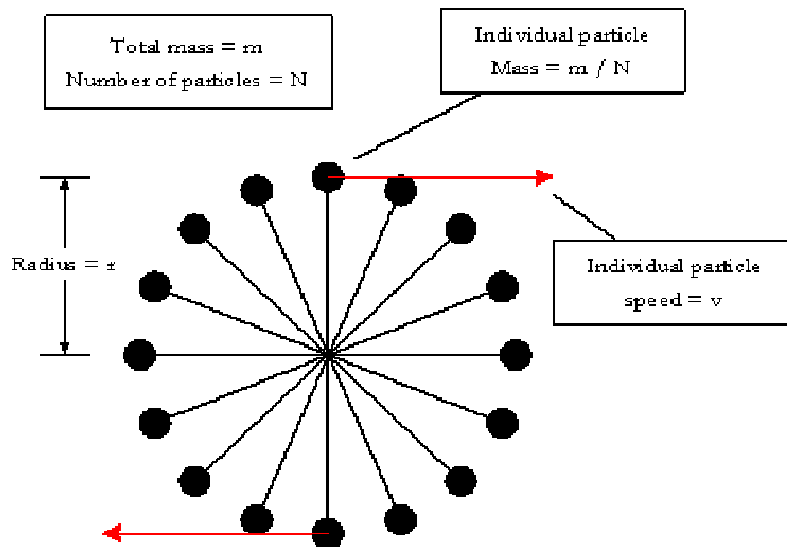 Total mass = m
Number of particles = N
Individual particle
Mass = m / N
Radius = r
Individual particle
speed = v